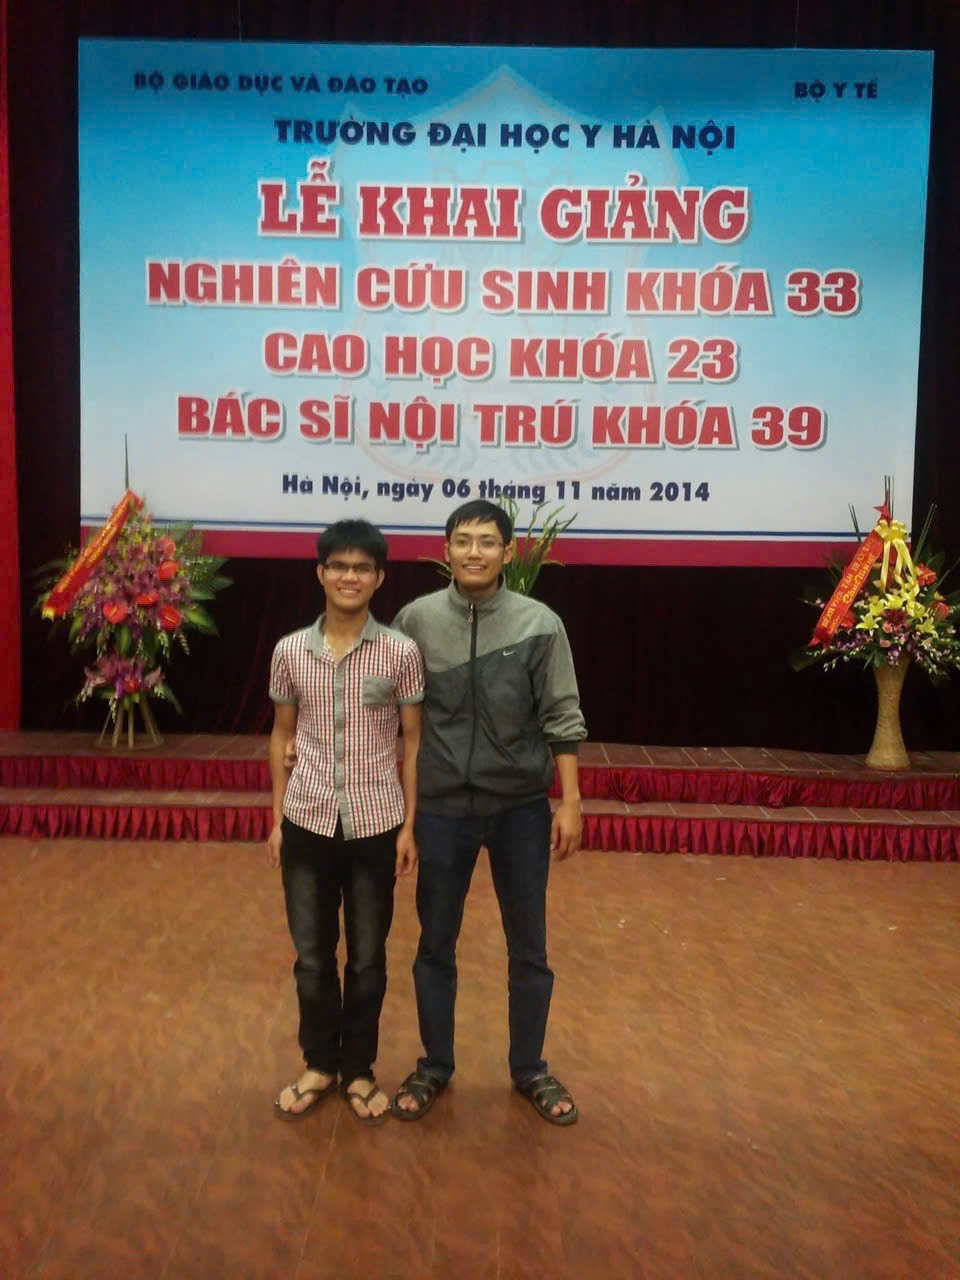 BỘ GIÁO DỤC VÀ ĐÀO TẠO
BỘ Y TẾ
TRƯỜNG ĐẠI HỌC Y HÀ NỘI
LỄ KHAI GIẢNG
NGHIÊN CỨU SINH KHÓA 33
CAO HỌC KHÓA 23
BÁC SĨ NỘI TRÚ KHÓA 39
Hà Nội, ngày 06 tháng 11 năm 2014